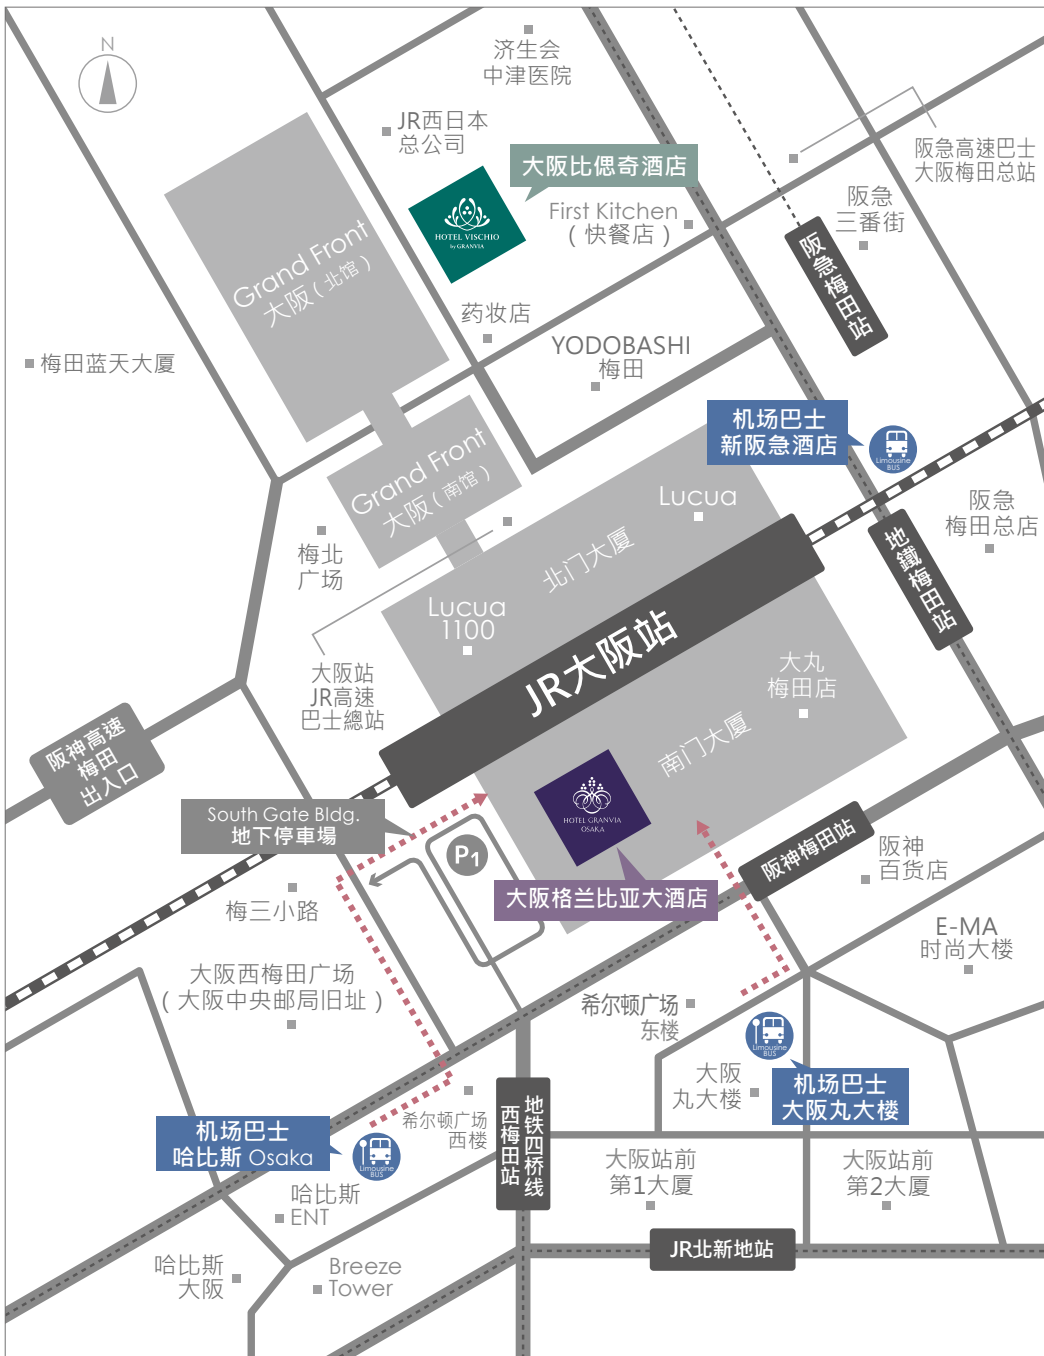 N
济生会
中津医院
JR西日本
总公司
大阪比偲奇酒店
HOTEL VISCHIO
by GRANVIA
First Kitchen
（快餐店）
阪急高速巴士
大阪梅田总站
阪急
三番街
阪急梅田站
Grand Front
大阪（北馆）
药妆店
YODOBASHI
梅田
梅田蓝天大厦
机场巴士
新阪急酒店
Limousine
BUS
Grand Front
大阪（南馆）
Lucua
阪急
梅田总店
地鐵梅田站
梅北
广场
北门大厦
Lucua
1100
JR大阪站
大丸
梅田店
大阪站
JR高速
巴士總站
南门大厦
阪神高速
梅田
出入口
HOTEL GRANVIA
OSAKA
South Gate Bldg.
地下停車場
P1
阪神梅田站
阪神
百货店
大阪格兰比亚大酒店
梅三小路
E-MA
时尚大楼
大阪西梅田广场
（大阪中央邮局旧址）
希尔顿广场
东楼
Limousine
BUS
大阪
丸大楼
机场巴士
大阪丸大楼
希尔顿广场
西楼
地铁四桥线
西梅田站
机场巴士
哈比斯 Osaka
Limousine
BUS
大阪站前
第1大厦
大阪站前
第2大厦
哈比斯
ENT
JR北新地站
哈比斯
大阪
Breeze
Tower